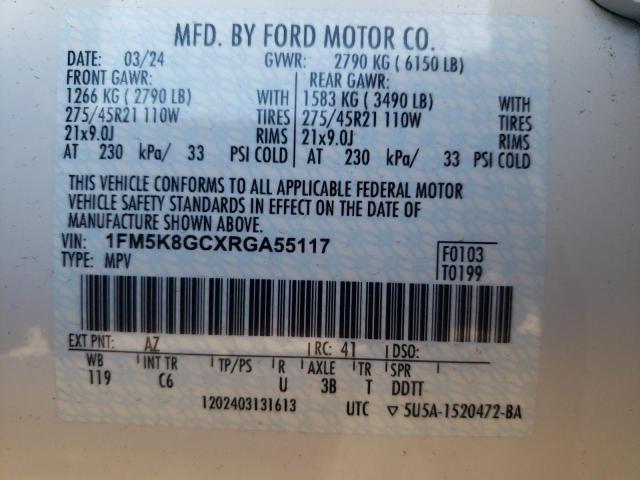 MFD. BY FORD MOTOR CO.
DATE: 03/24 GVWR: 2790 KG ( 6150 LB)
FRONT GAWR: REAR GAWR:
1266 KG ( 2790 LB) WITH 1583 KG ( 3490 LB) WITH
275/45R21 110W TIRES 275/45R21 110W TIRES
21x9.0J RIMS 21x9.0J RIMS
AT 230 kPa/ 33 PSI COLD AT 230 kPa/ 33 PSI COLD
THIS VEHICLE CONFORMS TO ALL APPLICABLE FEDERAL MOTOR
VEHICLE SAFETY STANDARDS IN EFFECT ON THE DATE OF
MANUFACTURE SHOWN ABOVE.
VIN: 1FM5K8GCXRGA55117 F0103
TYPE: MPV T0199
EXT PNT: AZ RC: 41 DSO:
WB INT TR TP/PS R AXLE TR SPR
119 C6 U 3B T DDTT
1202403131613 UTC ▽ 5U5A-1520472-BA